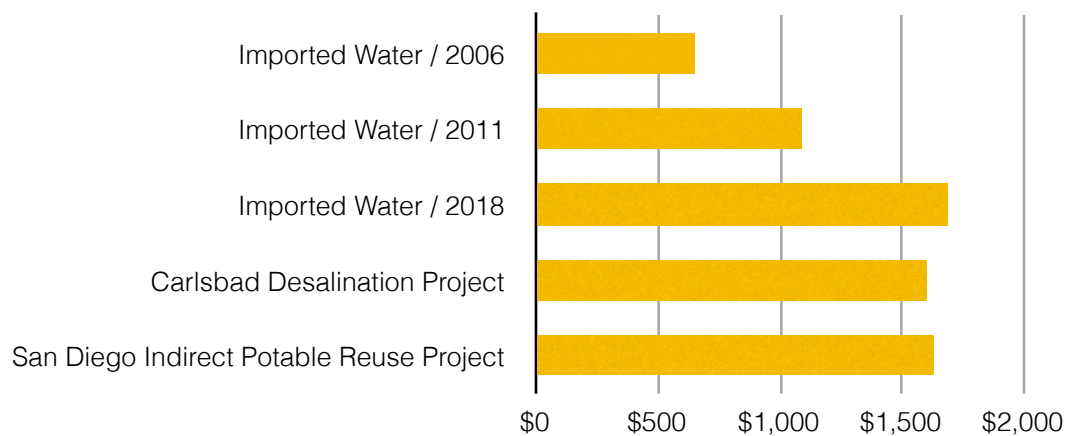 Imported Water / 2006
Imported Water / 2011
Imported Water / 2018
Carlsbad Desalination Project
San Diego Indirect Potable Reuse Project
$0 $500 $1,000 $1,500 $2,000